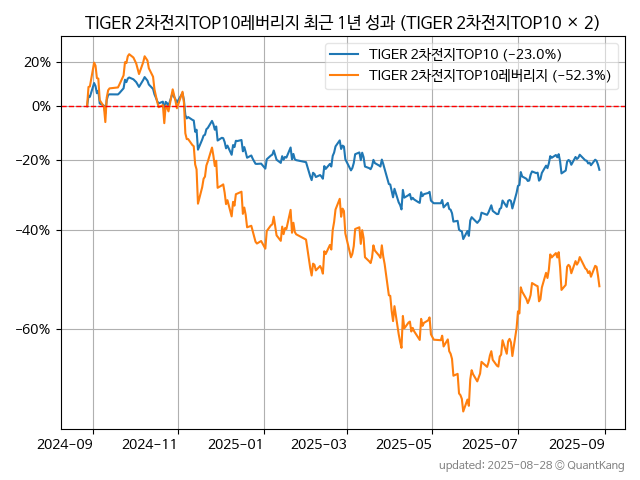 TIGER 2차전지TOP10레버리지 최근 1년 성과 (TIGER 2차전지TOP10 × 2)
TIGER 2차전지TOP10 (−23.0%)
TIGER 2차전지TOP10레버리지 (−52.3%)
20%
0%
−20%
−40%
−60%
2024-09 2024-11 2025-01 2025-03 2025-05 2025-07 2025-09
updated: 2025-08-28 © QuantKang